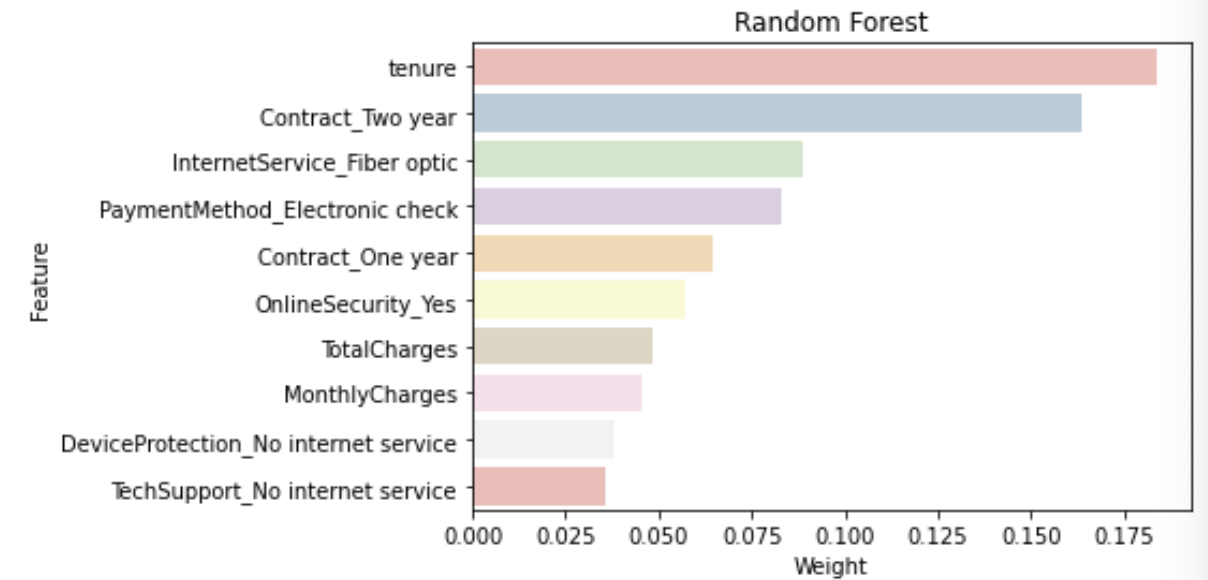 Random Forest
tenure
Contract_Two year
InternetService_Fiber optic
PaymentMethod_Electronic check
Contract_One year
OnlineSecurity_Yes
TotalCharges
MonthlyCharges
DeviceProtection_No internet service
TechSupport_No internet service
Feature
0.000 0.025 0.050 0.075 0.100 0.125 0.150 0.175
Weight